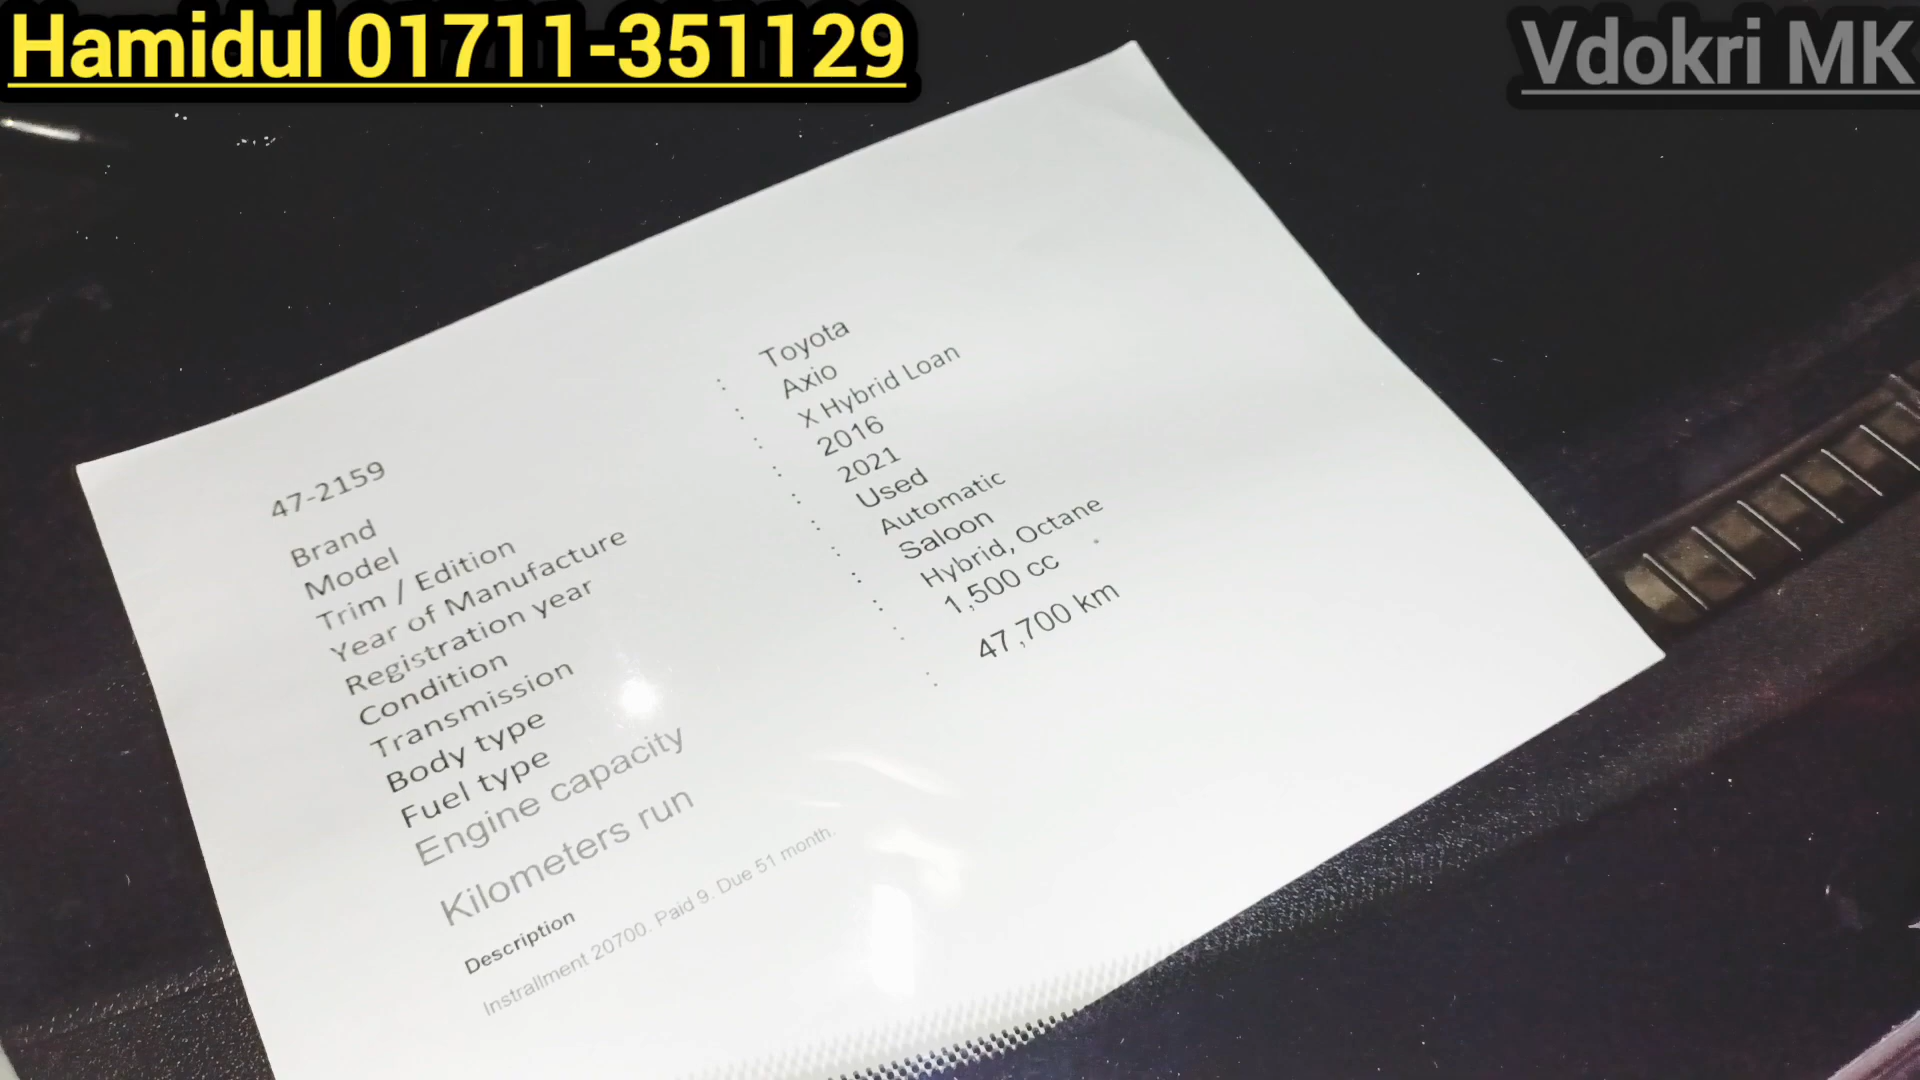 Hamidul 01711-351129
Vdokri MK
47-2159
Brand : Toyota
Model : Axio
Trim / Edition : X Hybrid Loan
Year of Manufacture : 2016
Registration year : 2021
Condition : Used
Transmission : Automatic
Body type : Saloon
Fuel type : Hybrid, Octane
Engine capacity : 1,500 cc
Kilometers run : 47,700 km
Description
Instrallment 20700. Paid 9. Due 51 month.